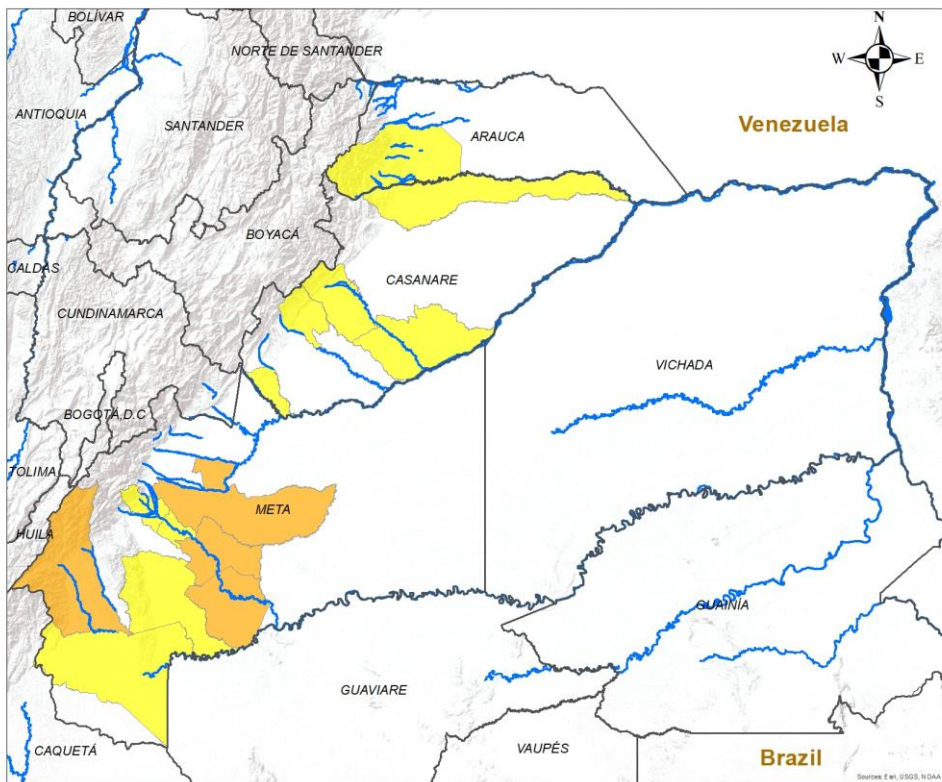 BOLÍVAR
N
NORTE DE SANTANDER
W
E
S
ANTIOQUIA
SANTANDER
ARAUCA
Venezuela
BOYACÁ
CALDAS
CASANARE
CUNDINAMARCA
VICHADA
BOGOTÁ,D.C
TOLIMA
META
HUILA
GUAINÍA
GUAVIARE
CAQUETÁ
VAUPÉS
Brazil
Sources: Esri, USGS, NOAA